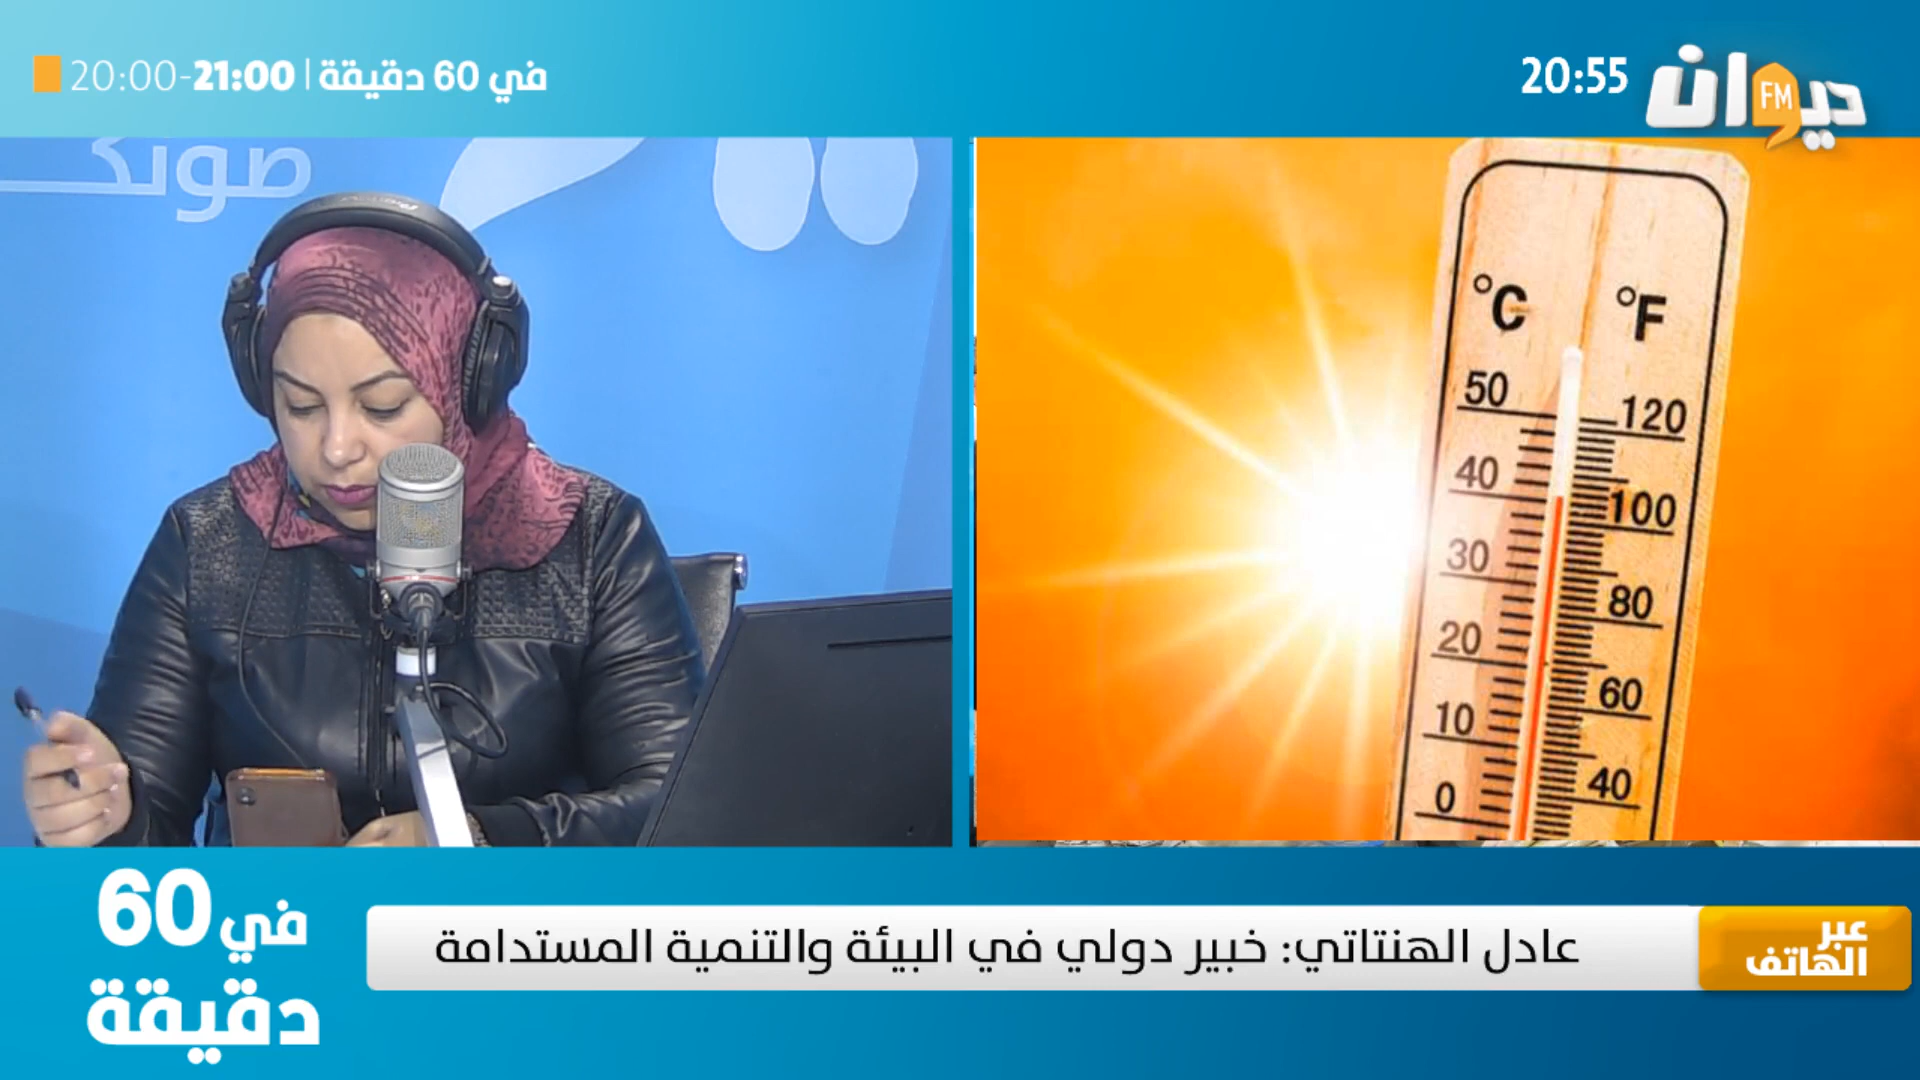 في 60 دقيقة | 21:00-20:00
20:55
ديوان
FM
صوتك
°C °F
50
120
40
100
30
80
20
60
10
40
0
عبر الهاتف
عادل الهنتاتي: خبير دولي في البيئة والتنمية المستدامة
في 60
دقيقة